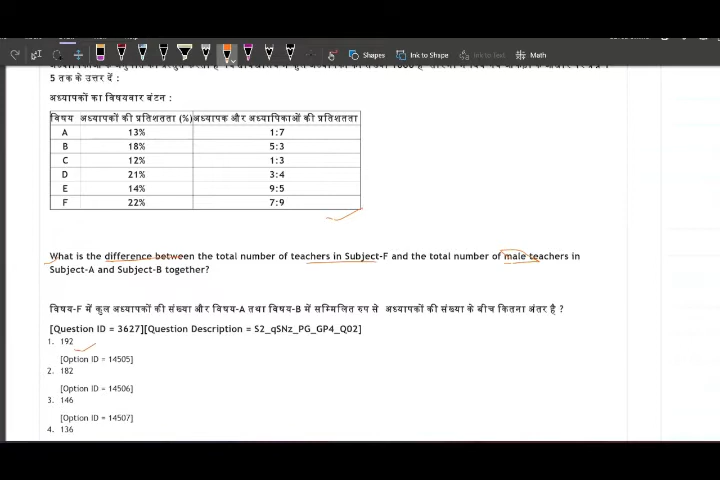 Shapes Ink to Shape Ink to Text Math
5 तक के उत्तर दें :
अध्यापकों का विषयवार बंटन :
विषय अध्यापकों की प्रतिशतता (%) अध्यापक और अध्यापिकाओं की प्रतिशतता
A 13% 1:7
B 18% 5:3
C 12% 1:3
D 21% 3:4
E 14% 9:5
F 22% 7:9
What is the difference between the total number of teachers in Subject-F and the total number of male teachers in
Subject-A and Subject-B together?
विषय-F में कुल अध्यापकों की संख्या और विषय-A तथा विषय-B में सम्मिलित रुप से अध्यापकों की संख्या के बीच कितना अंतर है ?
[Question ID = 3627][Question Description = S2_qSNz_PG_GP4_Q02]
1. 192
[Option ID = 14505]
2. 182
[Option ID = 14506]
3. 146
[Option ID = 14507]
4. 136